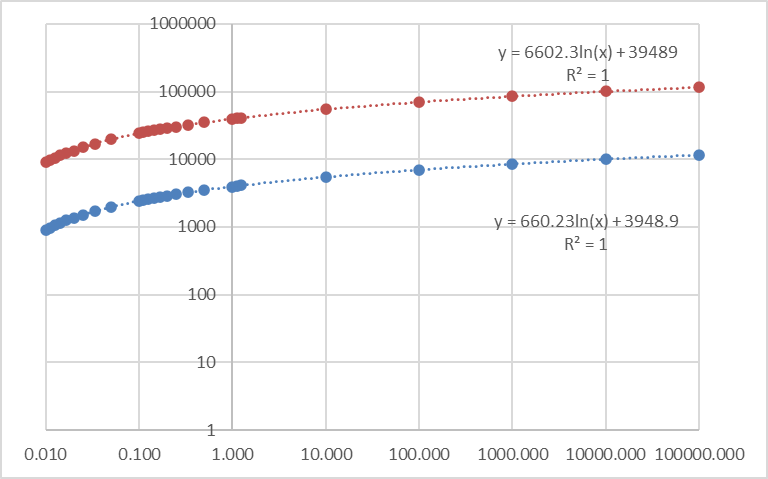 1000000
y = 6602.3ln(x) + 39489
R² = 1
100000
10000
y = 660.23ln(x) + 3948.9
R² = 1
1000
100
10
1
0.010 0.100 1.000 10.000 100.000 1000.000 10000.000 100000.000